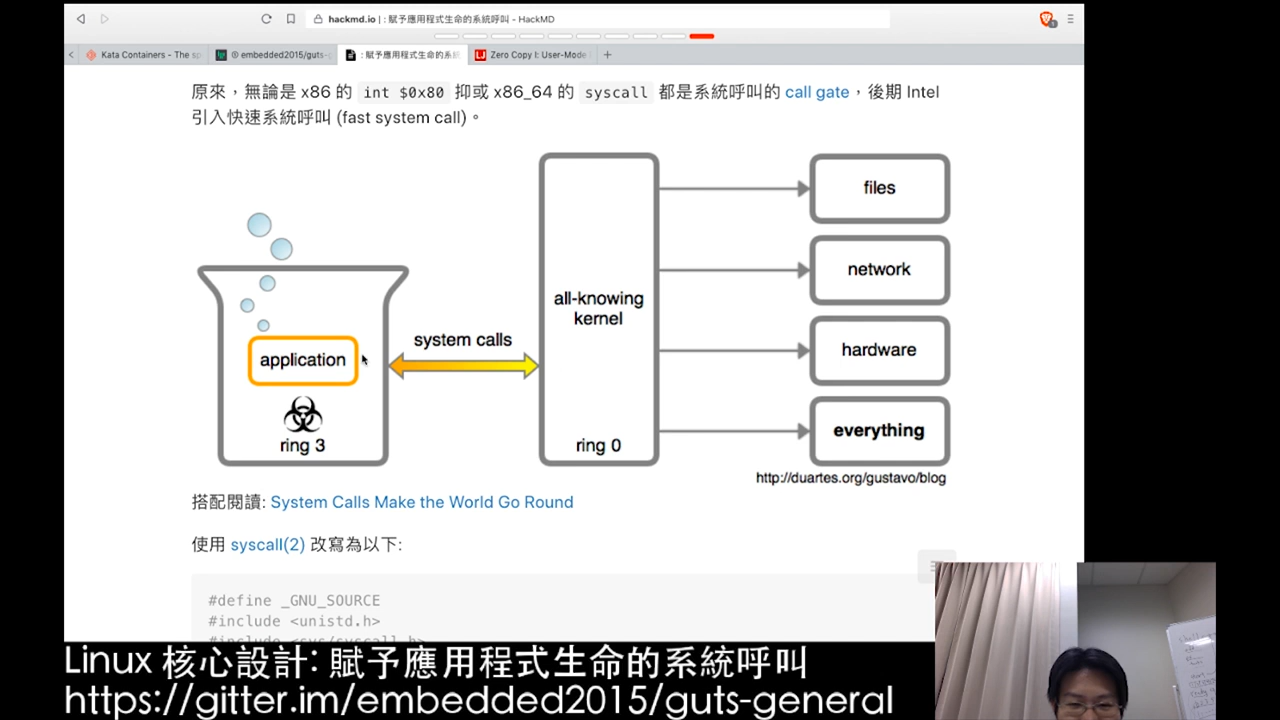 hackmd.io | : 賦予應用程式生命的系統呼叫 - HackMD
Kata Containers - The sp
embedded2015/guts-
: 賦予應用程式生命的系統
Zero Copy I: User-Mode
原來，無論是 x86 的 int $0x80 抑或 x86_64 的 syscall 都是系統呼叫的 call gate，後期 Intel
引入快速系統呼叫 (fast system call)。
files
network
all-knowing
kernel
system calls
application
hardware
everything
ring 3
ring 0
http://duartes.org/gustavo/blog
搭配閱讀: System Calls Make the World Go Round
使用 syscall(2) 改寫為以下:
#define _GNU_SOURCE
#include <unistd.h>
#include <sys/syscall.h>
Linux 核心設計: 賦予應用程式生命的系統呼叫
https://gitter.im/embedded2015/guts-general